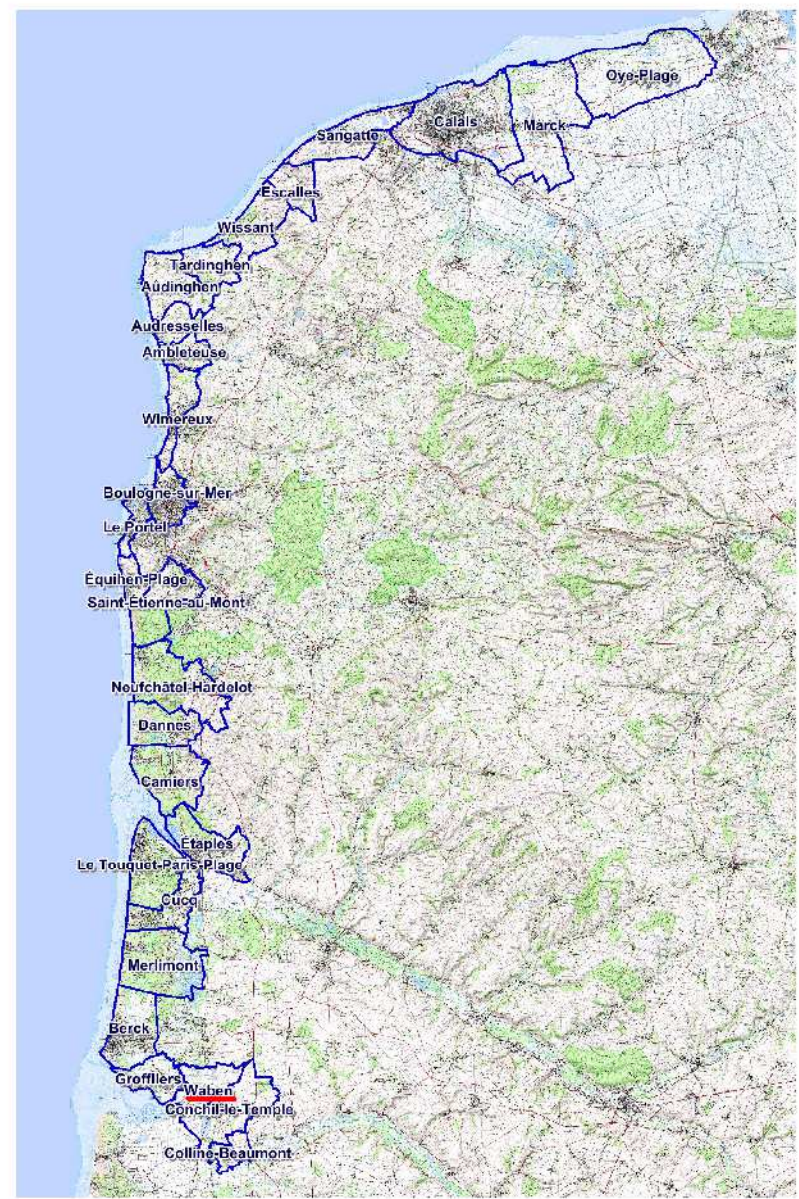 Oye-Plage
Calais
Marck
Sangatte
Escalles
Wissant
Tardinghen
Audinghen
Audresselles
Ambleteuse
Wimereux
Boulogne-sur-Mer
Le Portel
Équihen-Plage
Saint-Etienne-au-Mont
Neufchâtel-Hardelot
Dannes
Camiers
Étaples
Le Touquet-Paris-Plage
Cucq
Merlimont
Berck
Groffliers
Waben
Conchil-le-Temple
Colline-Beaumont